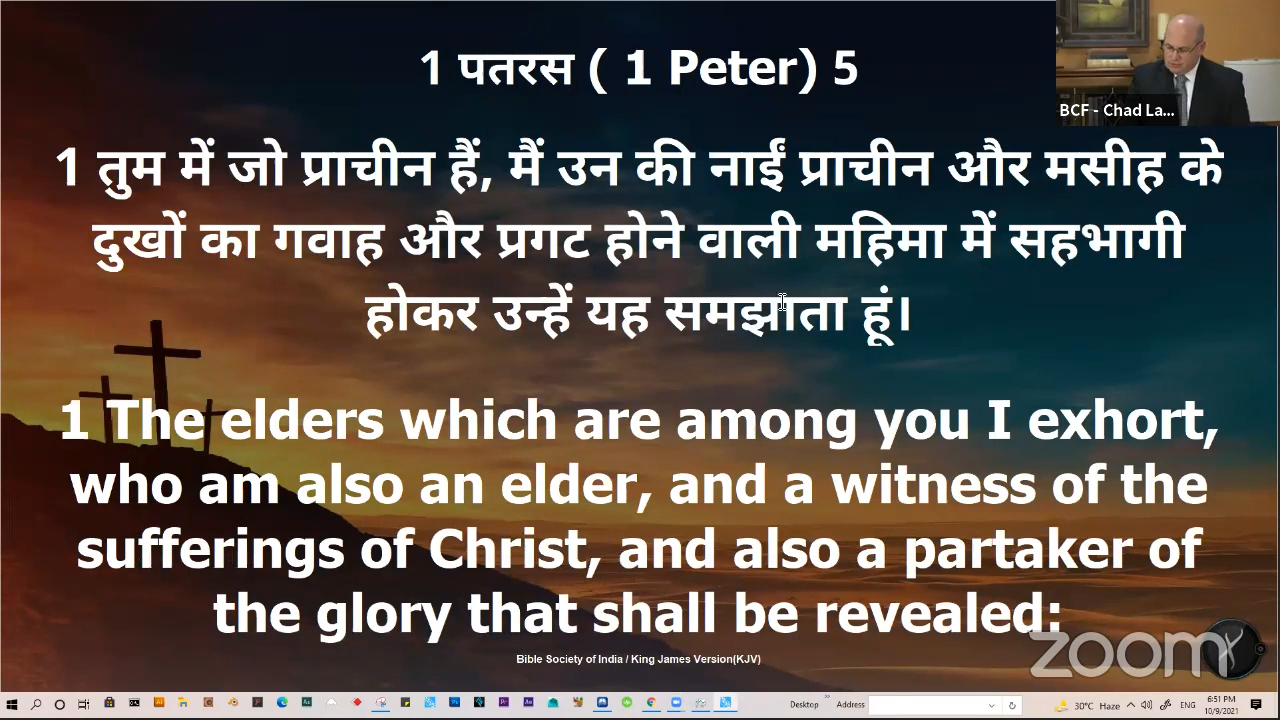 1 पतरस ( 1 Peter) 5
BCF - Chad La...
1 तुम में जो प्राचीन हैं, मैं उन की नाईं प्राचीन और मसीह के
दुखों का गवाह और प्रगट होने वाली महिमा में सहभागी
होकर उन्हें यह समझाता हूं।
1 The elders which are among you I exhort,
who am also an elder, and a witness of the
sufferings of Christ, and also a partaker of
the glory that shall be revealed:
Bible Society of India / King James Version(KJV)
zoom
Desktop
Address
30°C Haze
ENG
6:51 PM
10/9/2021